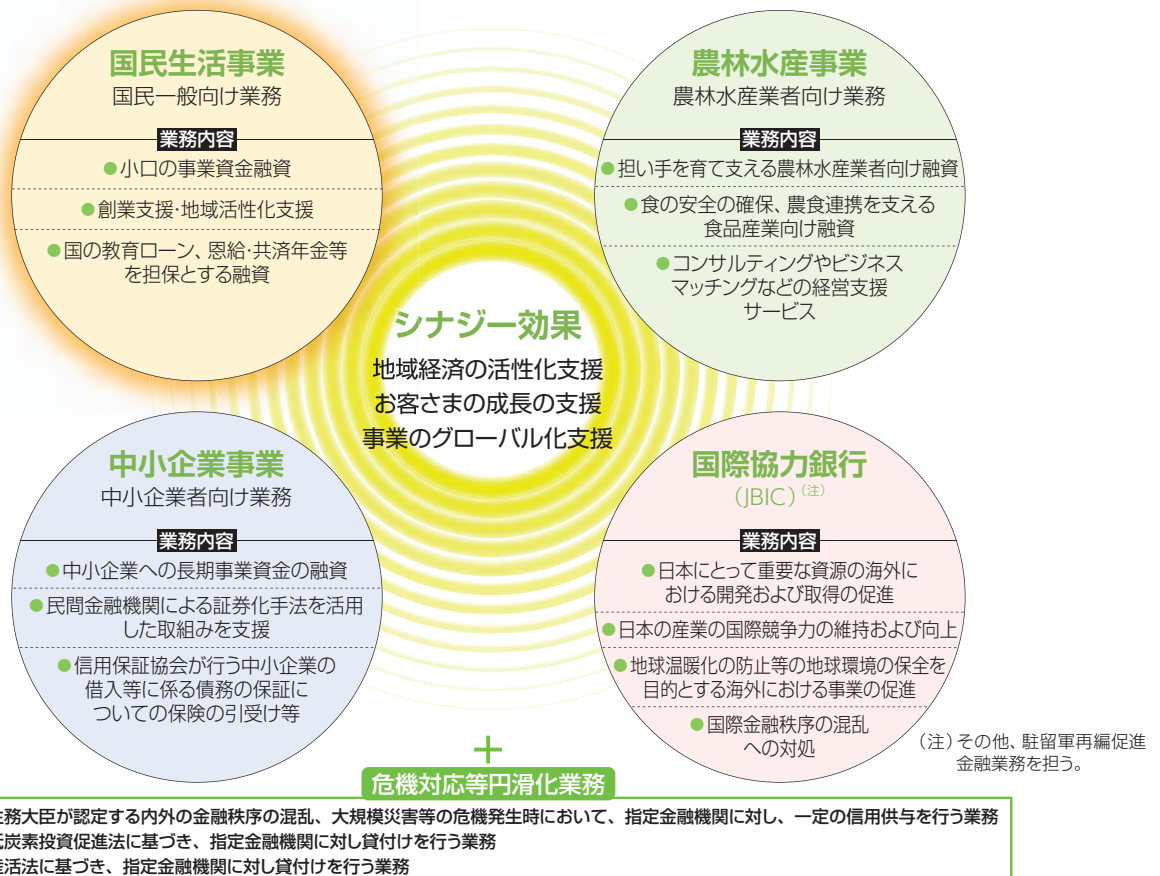 国民生活事業
国民一般向け業務
業務内容
●小口の事業資金融資
●創業支援・地域活性化支援
●国の教育ローン、恩給・共済年金等
を担保とする融資
農林水産事業
農林水産業者向け業務
業務内容
●担い手を育て支える農林水産業者向け融資
●食の安全の確保、農食連携を支える
食品産業向け融資
●コンサルティングやビジネス
マッチングなどの経営支援
サービス
シナジー効果
地域経済の活性化支援
お客さまの成長の支援
事業のグローバル化支援
中小企業事業
中小企業者向け業務
業務内容
●中小企業への長期事業資金の融資
●民間金融機関による証券化手法を活用
した取組みを支援
●信用保証協会が行う中小企業の
借入等に係る債務の保証に
ついての保険の引受け等
国際協力銀行
(JBIC)(注)
業務内容
●日本にとって重要な資源の海外に
おける開発および取得の促進
●日本の産業の国際競争力の維持および向上
●地球温暖化の防止等の地球環境の保全を
目的とする海外における事業の促進
●国際金融秩序の混乱
への対処
(注)その他、駐留軍再編促進
金融業務を担う。
+
危機対応等円滑化業務
務大臣が認定する内外の金融秩序の混乱、大規模災害等の危機発生時において、指定金融機関に対し、一定の信用供与を行う業務
炭素投資促進法に基づき、指定金融機関に対し貸付けを行う業務
活法に基づき、指定金融機関に対し貸付けを行う業務